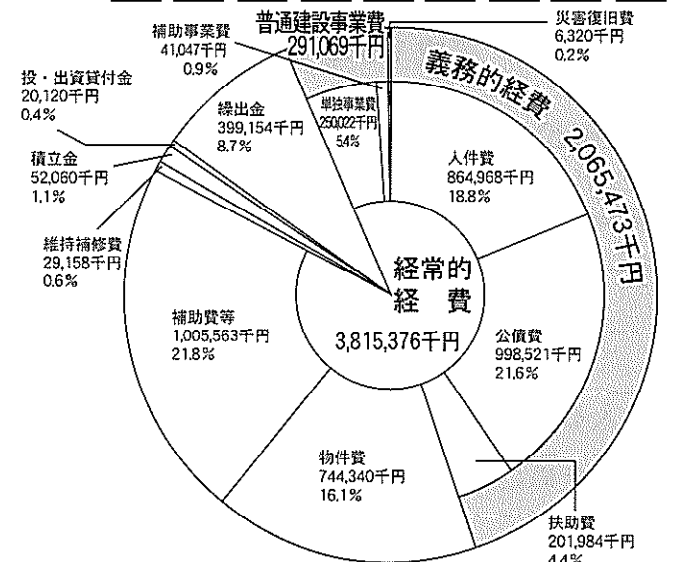 普通建設事業費
291,069千円
災害復旧費
6,320千円
0.2%
補助事業費
41,047千円
0.9%
単独事業費
250,022千円
5.4%
義務的経費 2,065,473千円
投・出資貸付金
20,120千円
0.4%
繰出金
399,154千円
8.7%
人件費
864,968千円
18.8%
積立金
52,060千円
1.1%
維持補修費
29,158千円
0.6%
経常的
経費
3,815,376千円
補助費等
1,005,563千円
21.8%
公債費
998,521千円
21.6%
物件費
744,340千円
16.1%
扶助費
201,984千円
4.4%